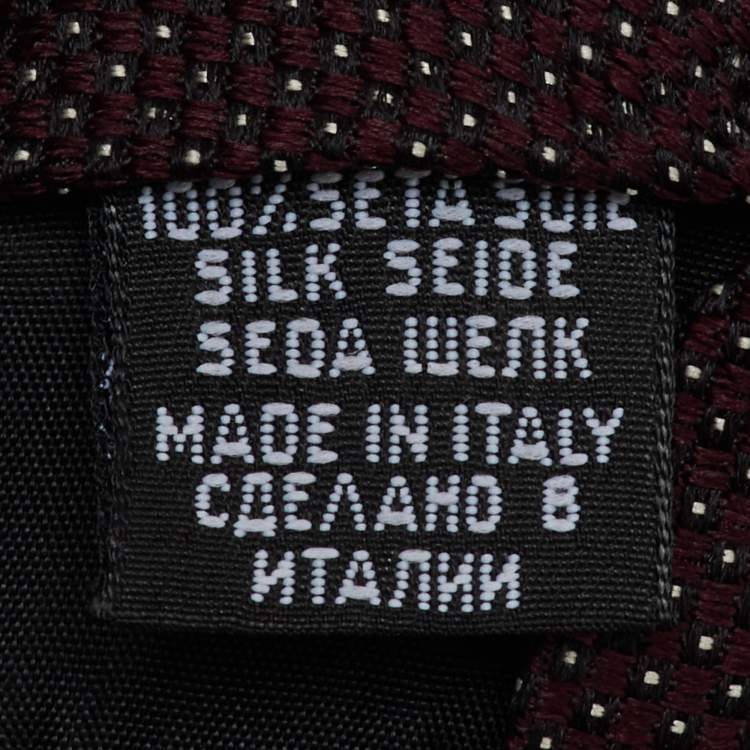 100%SETA SOIE
SILK SEIDE
SEDA ШЕЛК
MADE IN ITALY
СДЕЛАНО В
ИТАЛИИ